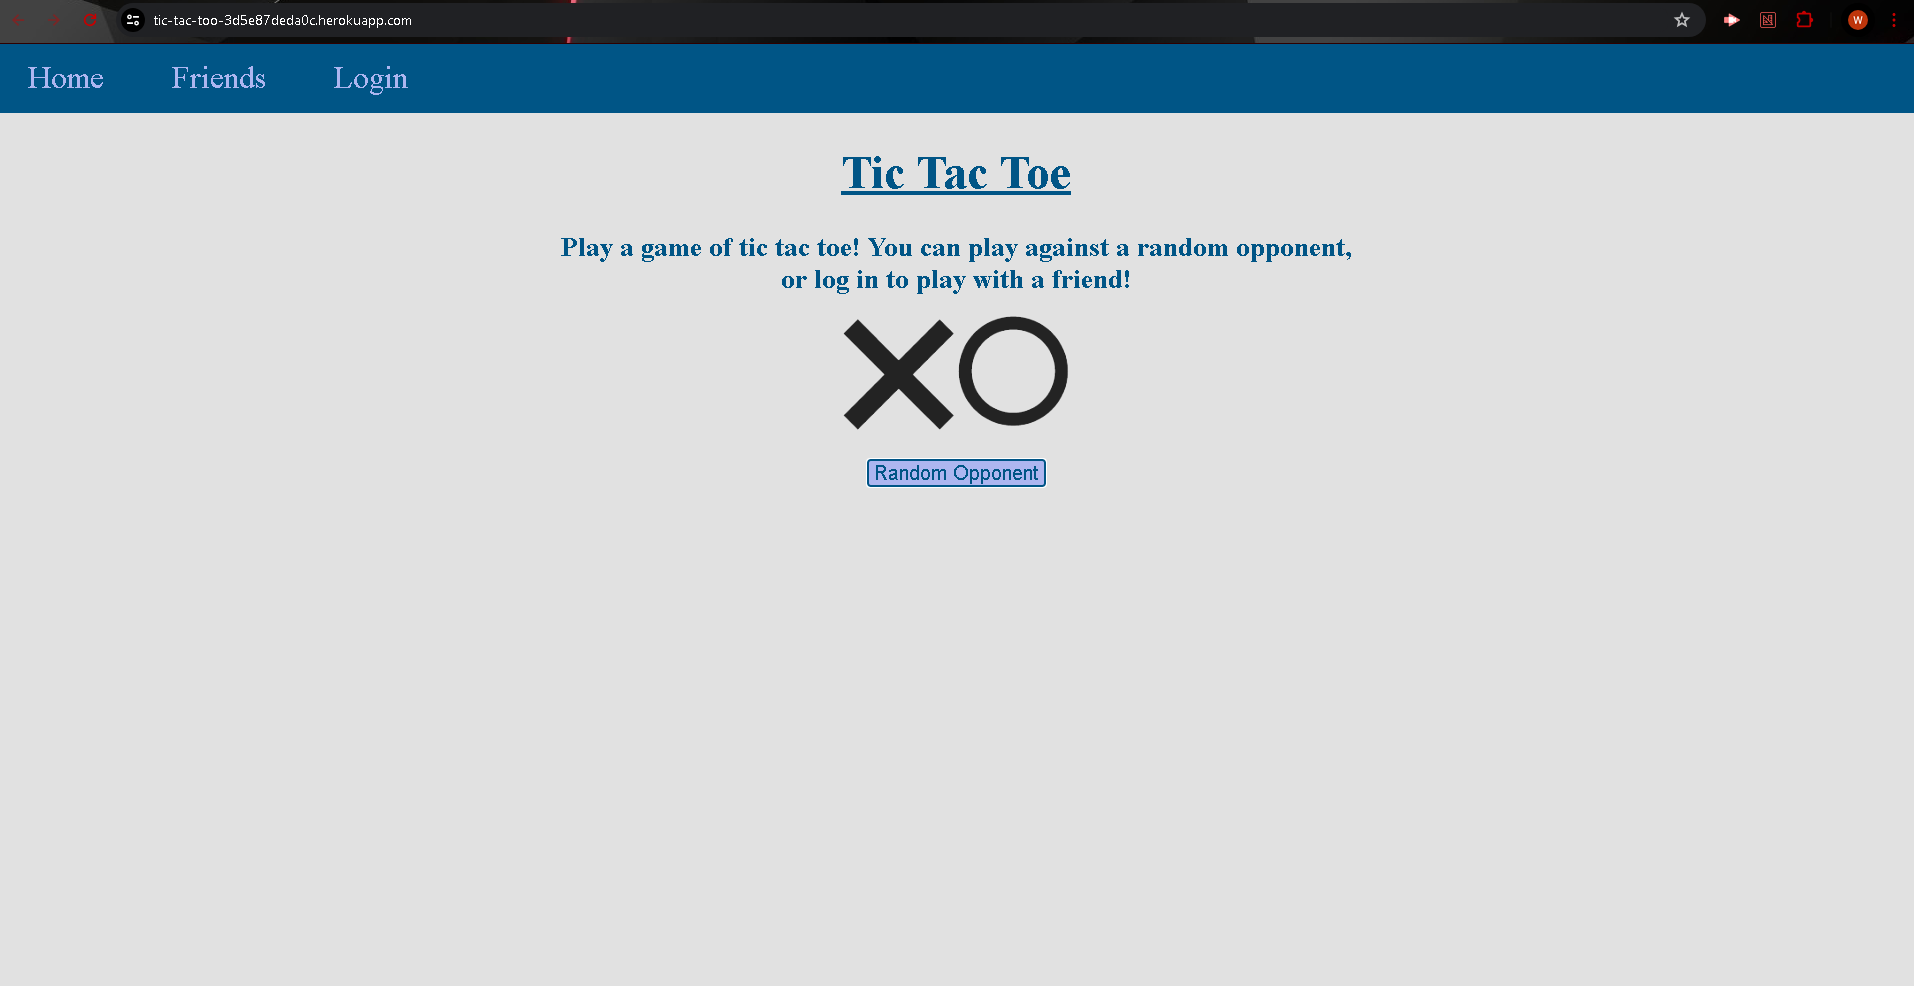 tic-tac-too-3d5e87deda0c.herokuapp.com
W
Home Friends Login
Tic Tac Toe
Play a game of tic tac toe! You can play against a random opponent,
or log in to play with a friend!
XO
Random Opponent